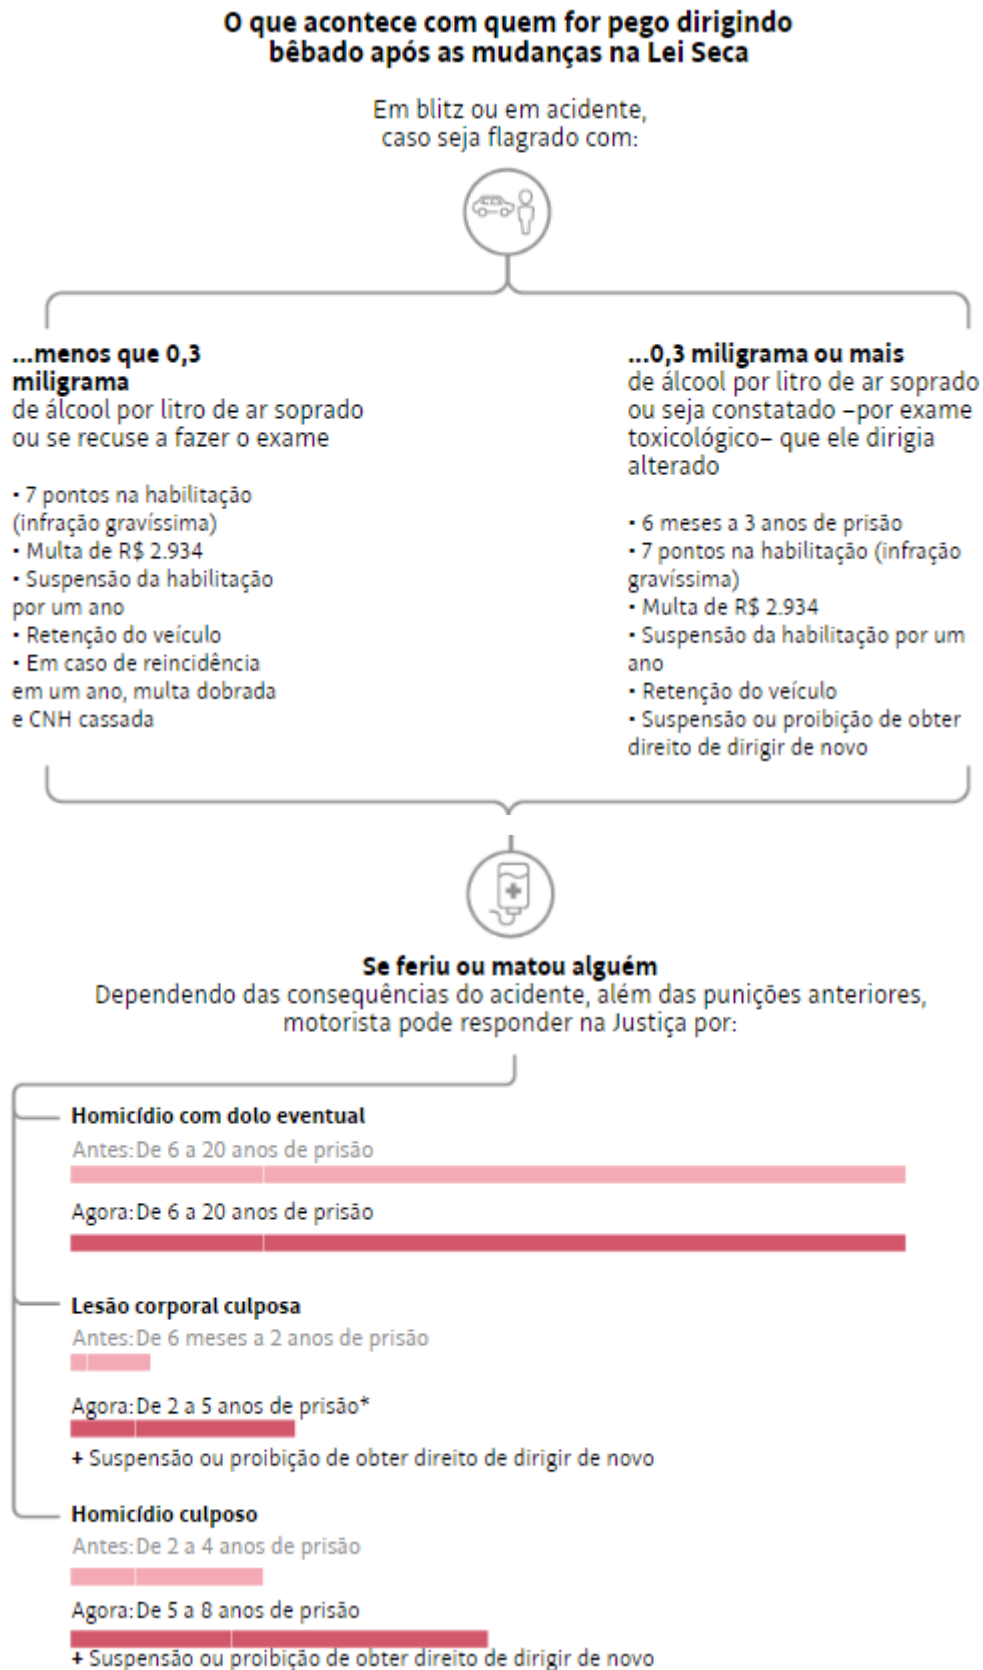 O que acontece com quem for pego dirigindo
bêbado após as mudanças na Lei Seca
Em blitz ou em acidente,
caso seja flagrado com:
...menos que 0,3
miligrama
de álcool por litro de ar soprado
ou se recuse a fazer o exame
• 7 pontos na habilitação
(infração gravíssima)
• Multa de R$ 2.934
• Suspensão da habilitação
por um ano
• Retenção do veículo
• Em caso de reincidência
em um ano, multa dobrada
e CNH cassada
...0,3 miligrama ou mais
de álcool por litro de ar soprado
ou seja constatado –por exame
toxicológico– que ele dirigia
alterado
• 6 meses a 3 anos de prisão
• 7 pontos na habilitação (infração
gravíssima)
• Multa de R$ 2.934
• Suspensão da habilitação por um
ano
• Retenção do veículo
• Suspensão ou proibição de obter
direito de dirigir de novo
Se feriu ou matou alguém
Dependendo das consequências do acidente, além das punições anteriores,
motorista pode responder na Justiça por:
Homicídio com dolo eventual
Antes: De 6 a 20 anos de prisão
Agora: De 6 a 20 anos de prisão
Lesão corporal culposa
Antes: De 6 meses a 2 anos de prisão
Agora: De 2 a 5 anos de prisão*
+ Suspensão ou proibição de obter direito de dirigir de novo
Homicídio culposo
Antes: De 2 a 4 anos de prisão
Agora: De 5 a 8 anos de prisão
+ Suspensão ou proibição de obter direito de dirigir de novo